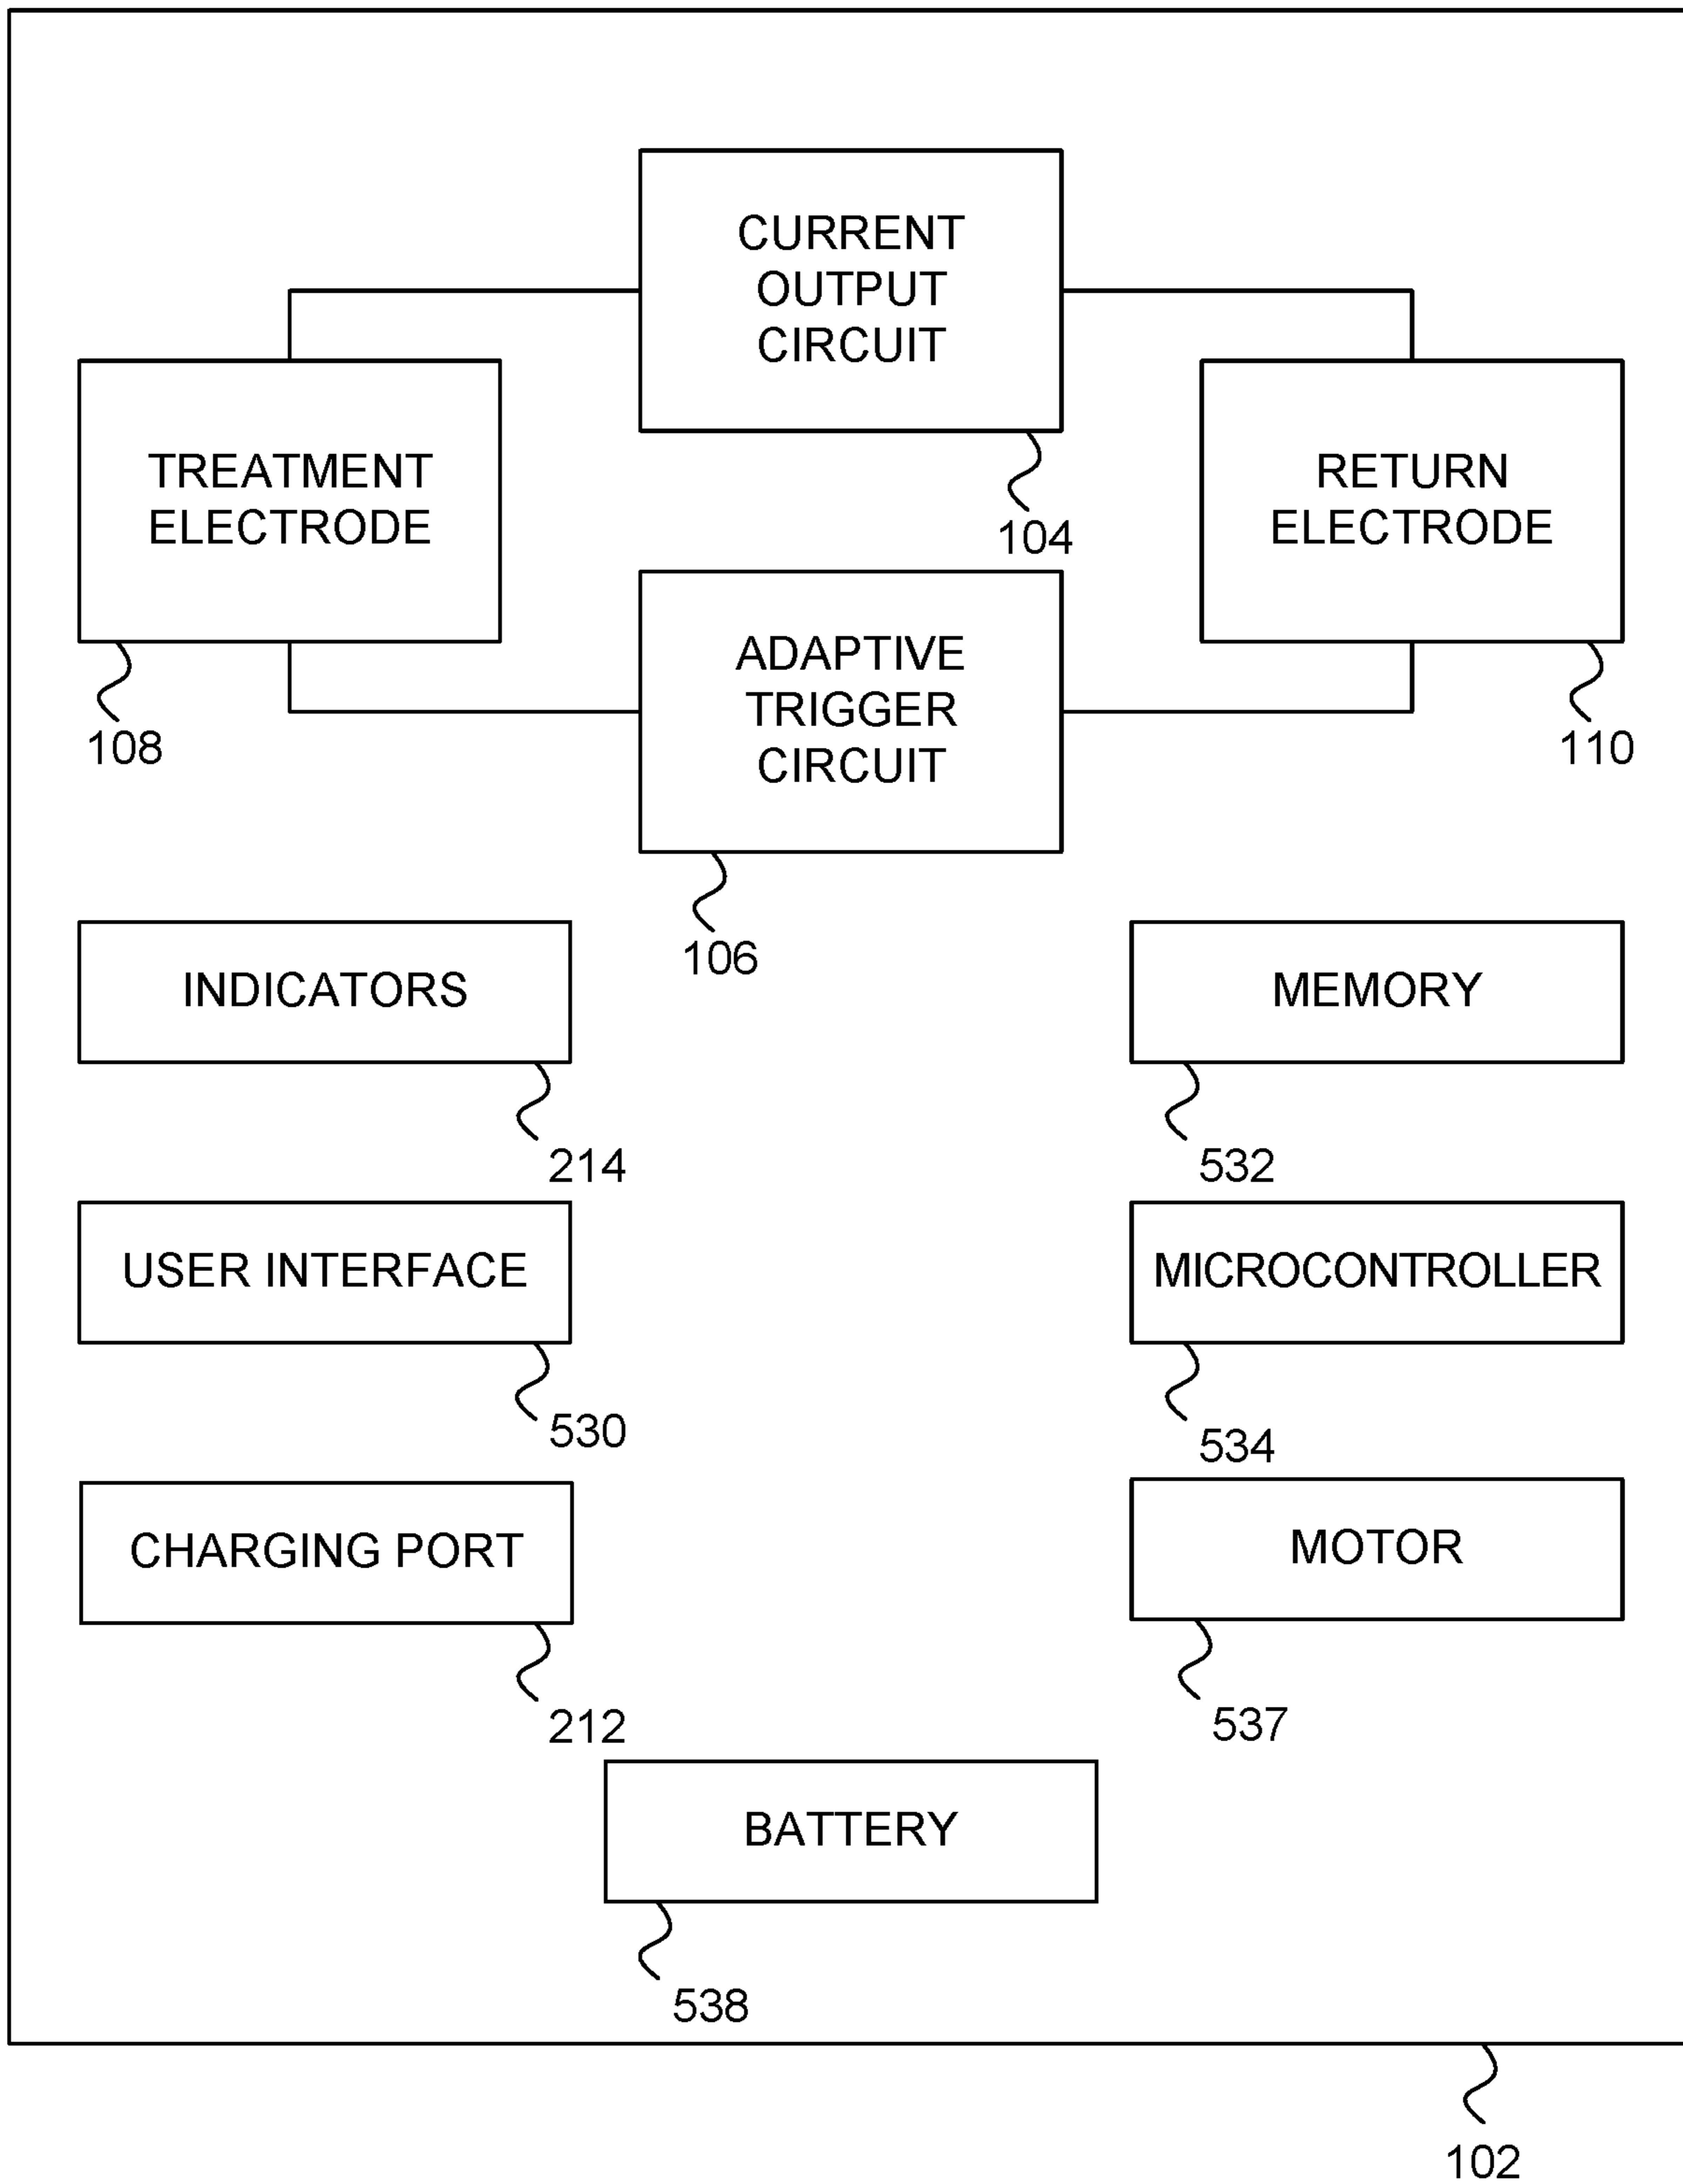 CURRENT
OUTPUT
CIRCUIT
104
TREATMENT
ELECTRODE
108
RETURN
ELECTRODE
110
ADAPTIVE
TRIGGER
CIRCUIT
106
INDICATORS
214
MEMORY
532
USER INTERFACE
530
MICROCONTROLLER
534
CHARGING PORT
212
MOTOR
537
BATTERY
538
102